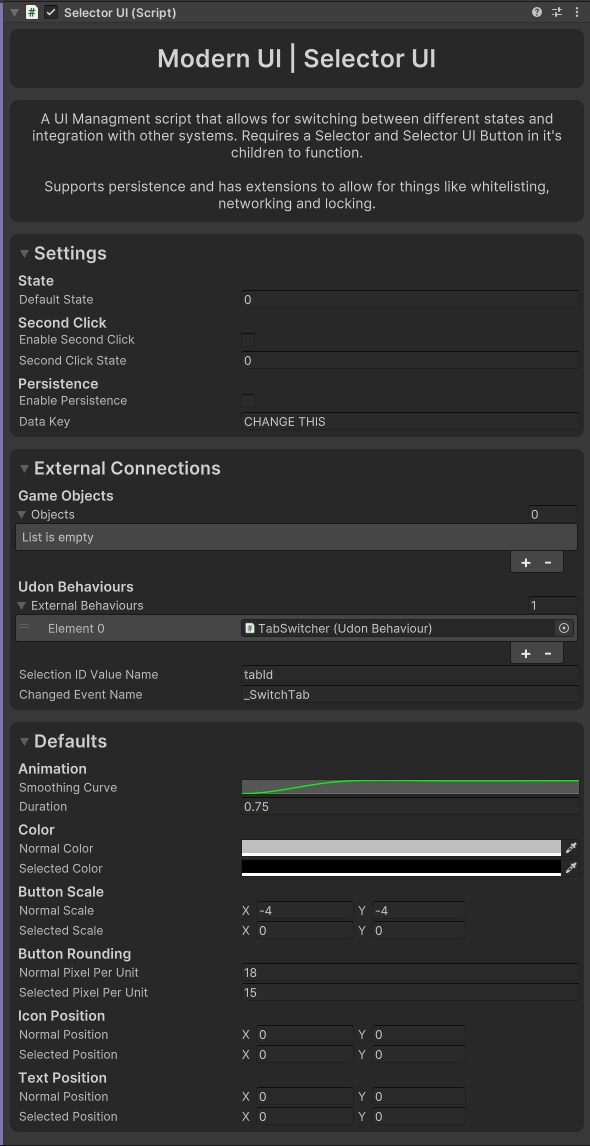 Selector UI (Script)
Modern UI | Selector UI
A UI Managment script that allows for switching between different states and
integration with other systems. Requires a Selector and Selector UI Button in it's
children to function.
Supports persistence and has extensions to allow for things like whitelisting,
networking and locking.
Settings
State
Default State 0
Second Click
Enable Second Click
Second Click State 0
Persistence
Enable Persistence
Data Key CHANGE THIS
External Connections
Game Objects
Objects 0
List is empty
+ -
Udon Behaviours
External Behaviours 1
Element 0 TabSwitcher (Udon Behaviour)
+ -
Selection ID Value Name tabId
Changed Event Name _SwitchTab
Defaults
Animation
Smoothing Curve
Duration 0.75
Color
Normal Color
Selected Color
Button Scale
Normal Scale X -4 Y -4
Selected Scale X 0 Y 0
Button Rounding
Normal Pixel Per Unit 18
Selected Pixel Per Unit 15
Icon Position
Normal Position X 0 Y 0
Selected Position X 0 Y 0
Text Position
Normal Position X 0 Y 0
Selected Position X 0 Y 0